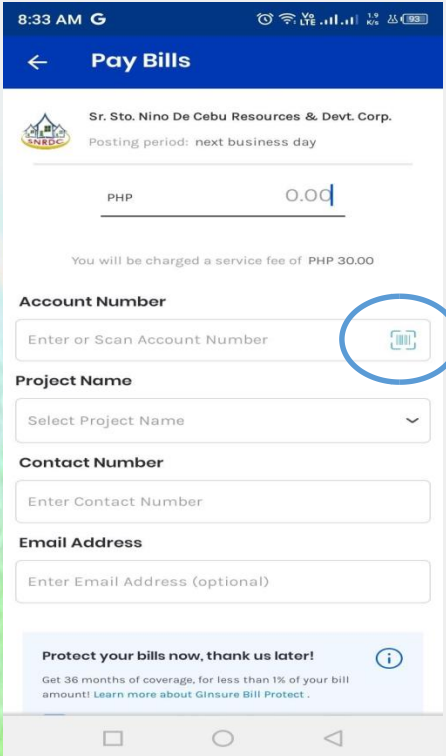 8:33 AM G Vo LTE 1.9 K/s 93
Pay Bills
Sr. Sto. Nino De Cebu Resources & Devt. Corp.
SNRDC
Posting period: next business day
PHP 0.00
You will be charged a service fee of PHP 30.00
Account Number
Enter or Scan Account Number
Project Name
Select Project Name
Contact Number
Enter Contact Number
Email Address
Enter Email Address (optional)
Protect your bills now, thank us later!
Get 36 months of coverage, for less than 1% of your bill
amount! Learn more about GInsure Bill Protect .